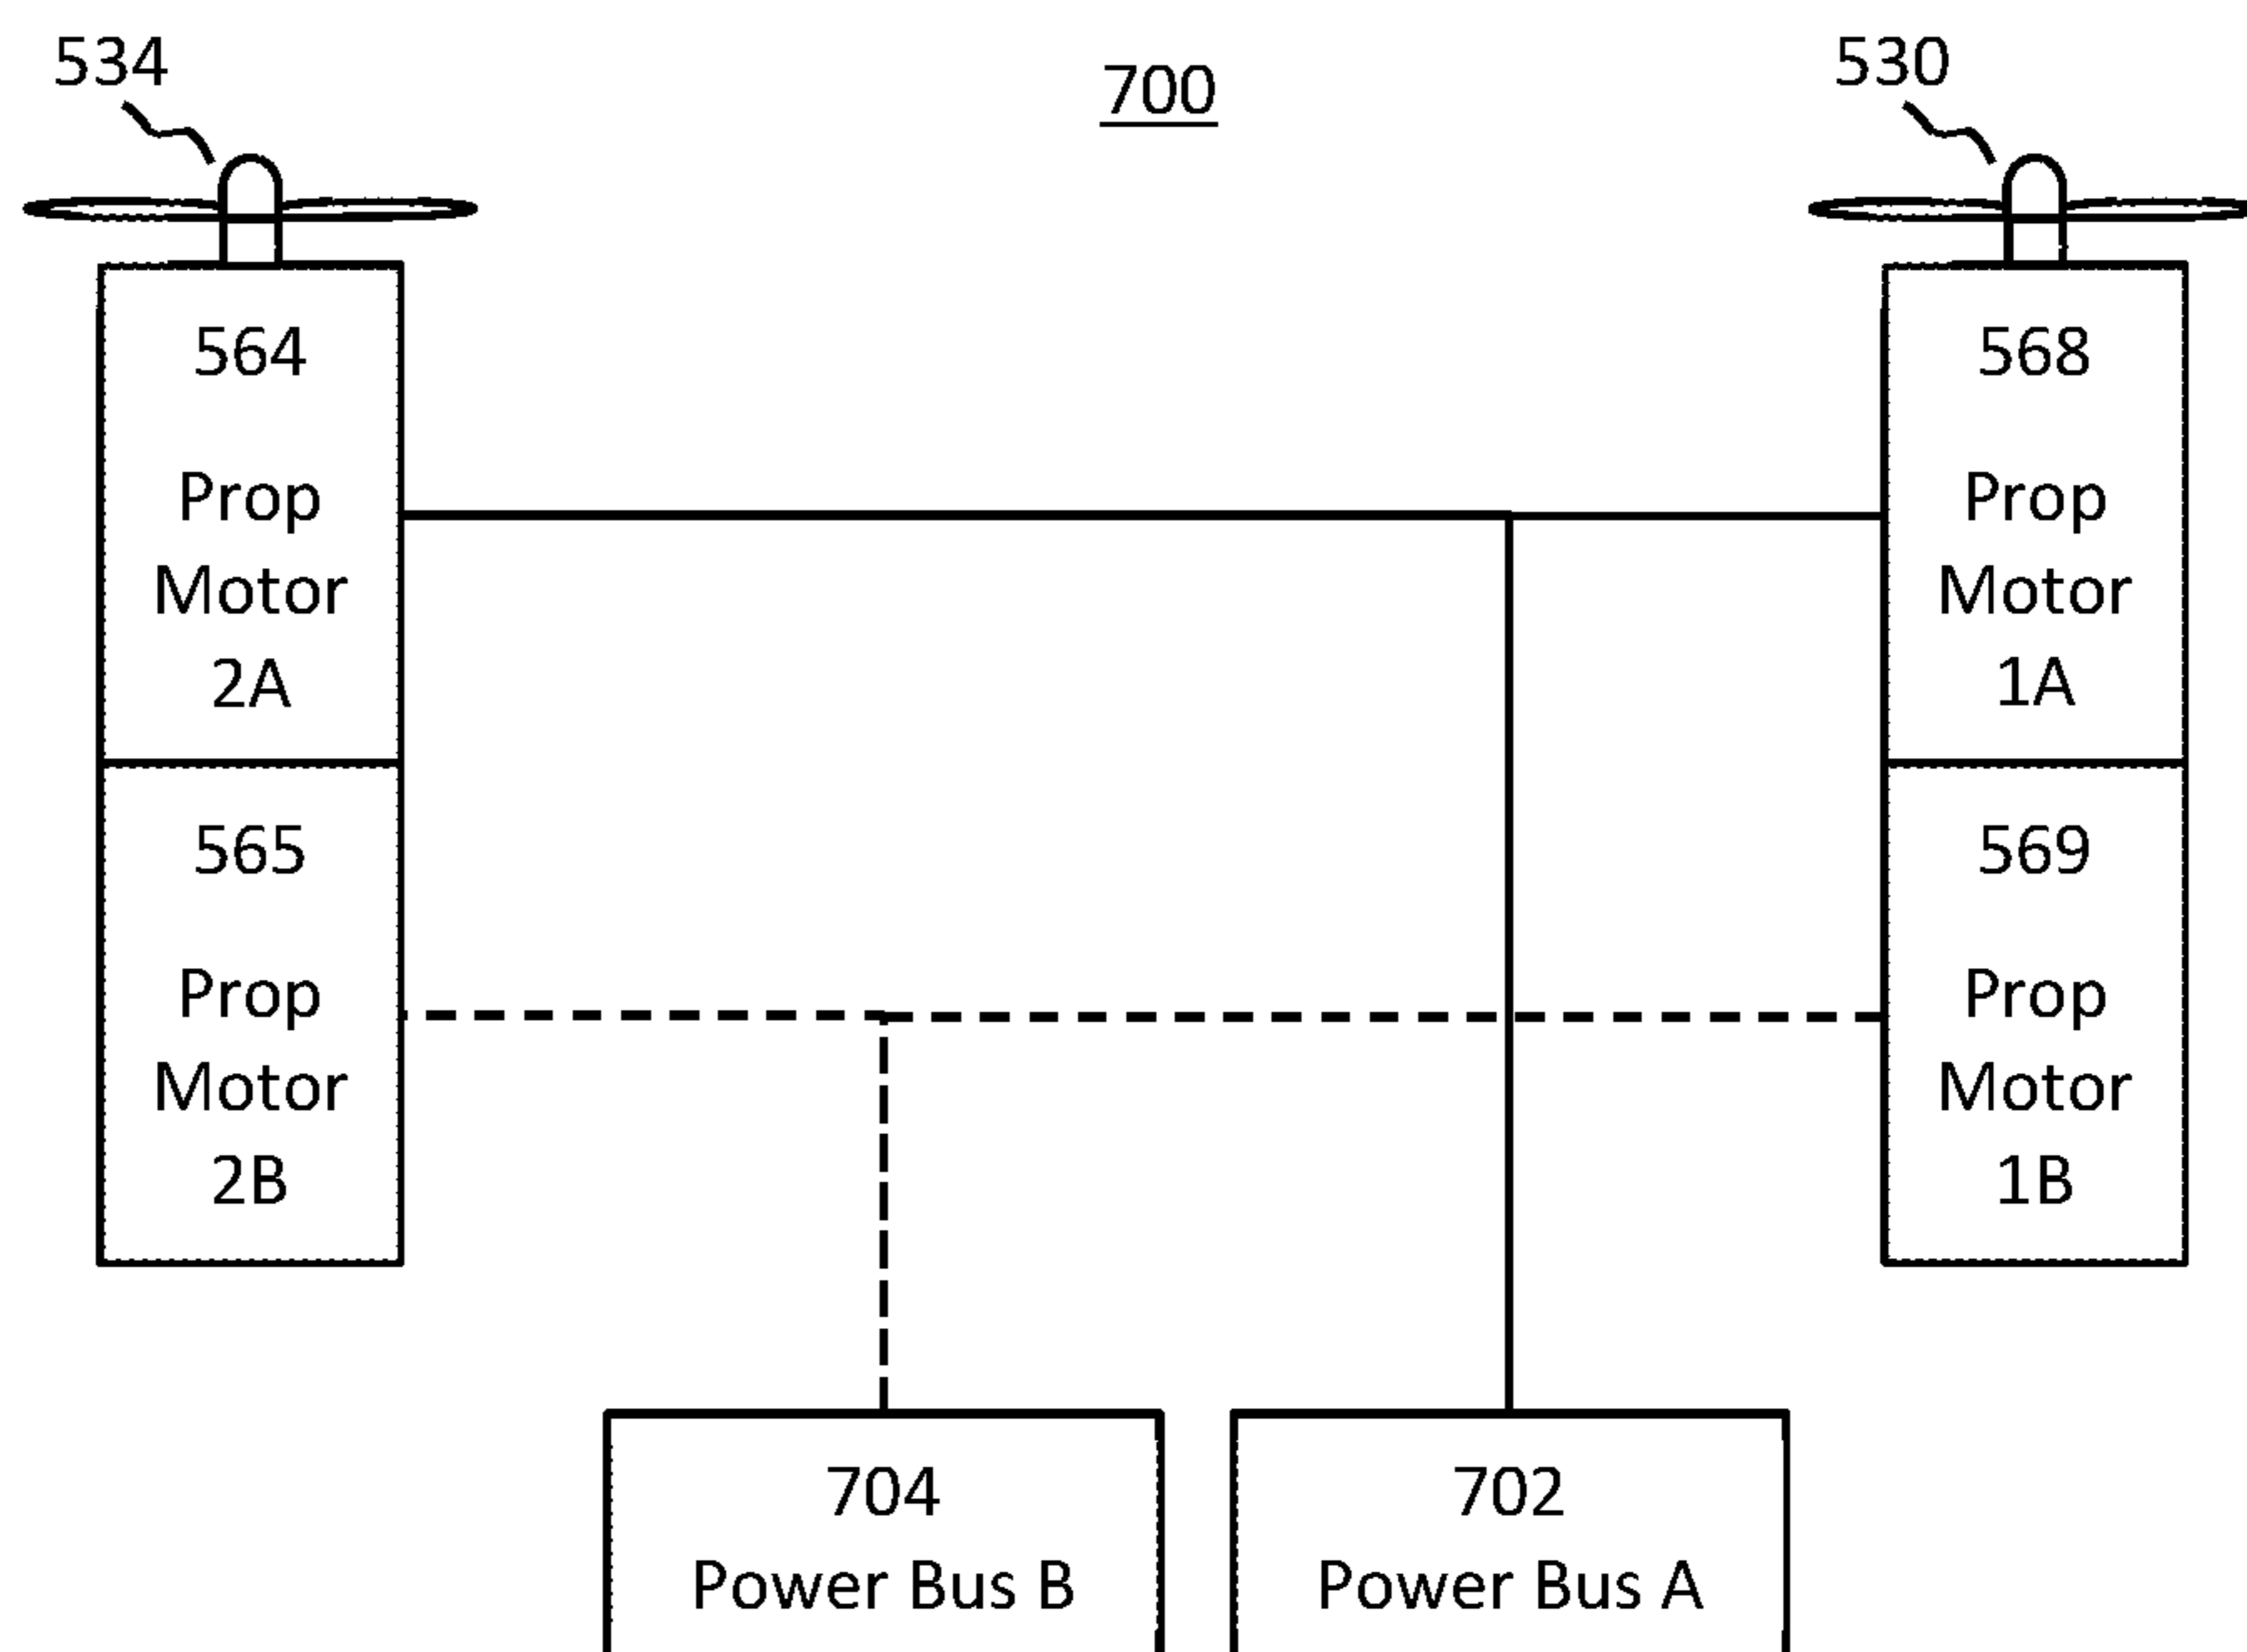 534
700
530
564
Prop
Motor
2A
568
Prop
Motor
1A
565
Prop
Motor
2B
569
Prop
Motor
1B
704
Power Bus B
702
Power Bus A